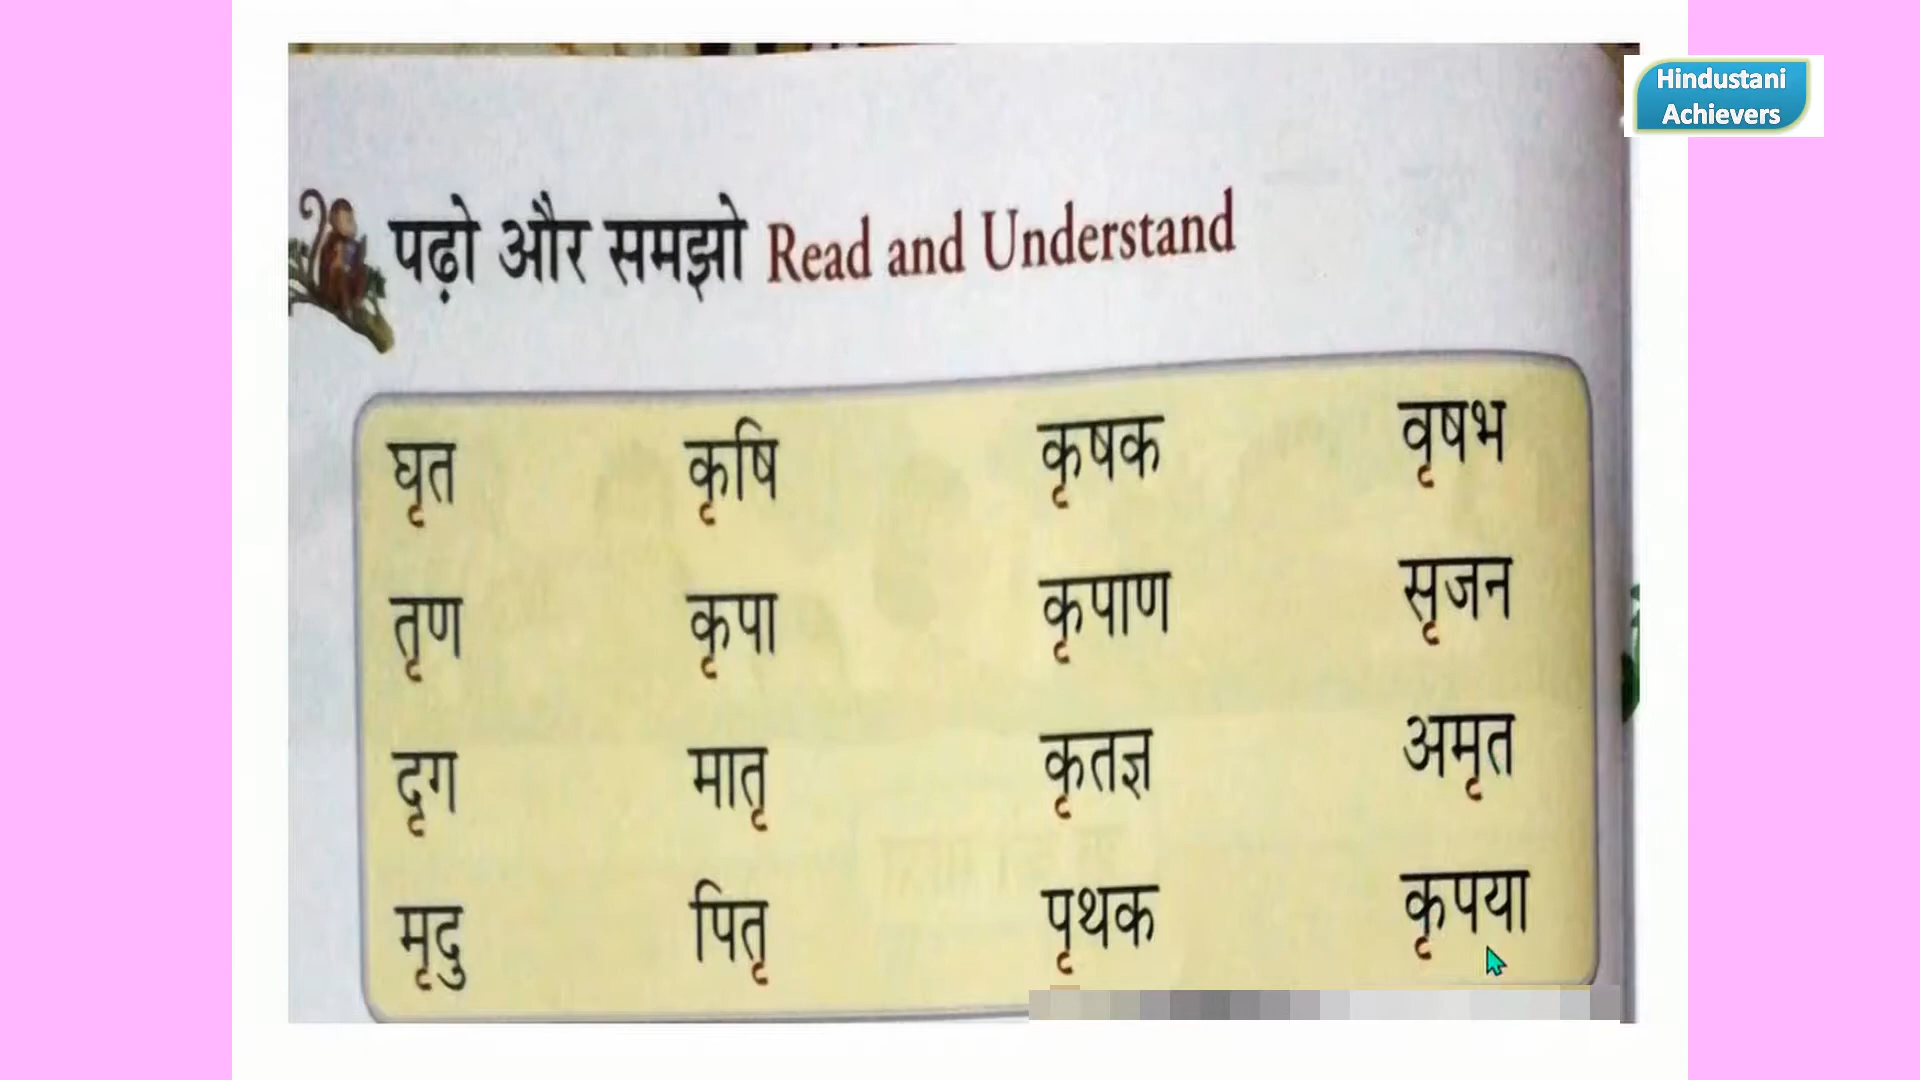 Hindustani
Achievers
पढ़ो और समझो Read and Understand
घृत कृषि कृषक वृषभ
तृण कृपा कृपाण सृजन
दृग मातृ कृतज्ञ अमृत
मृदु पितृ पृथक कृपया